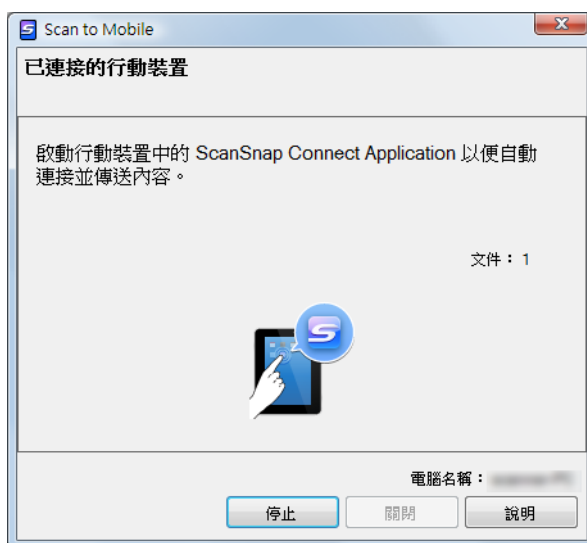 Scan to Mobile
已連接的行動裝置
啟動行動裝置中的 ScanSnap Connect Application 以便自動
連接並傳送內容。
文件：1
電腦名稱：
停止
關閉
說明